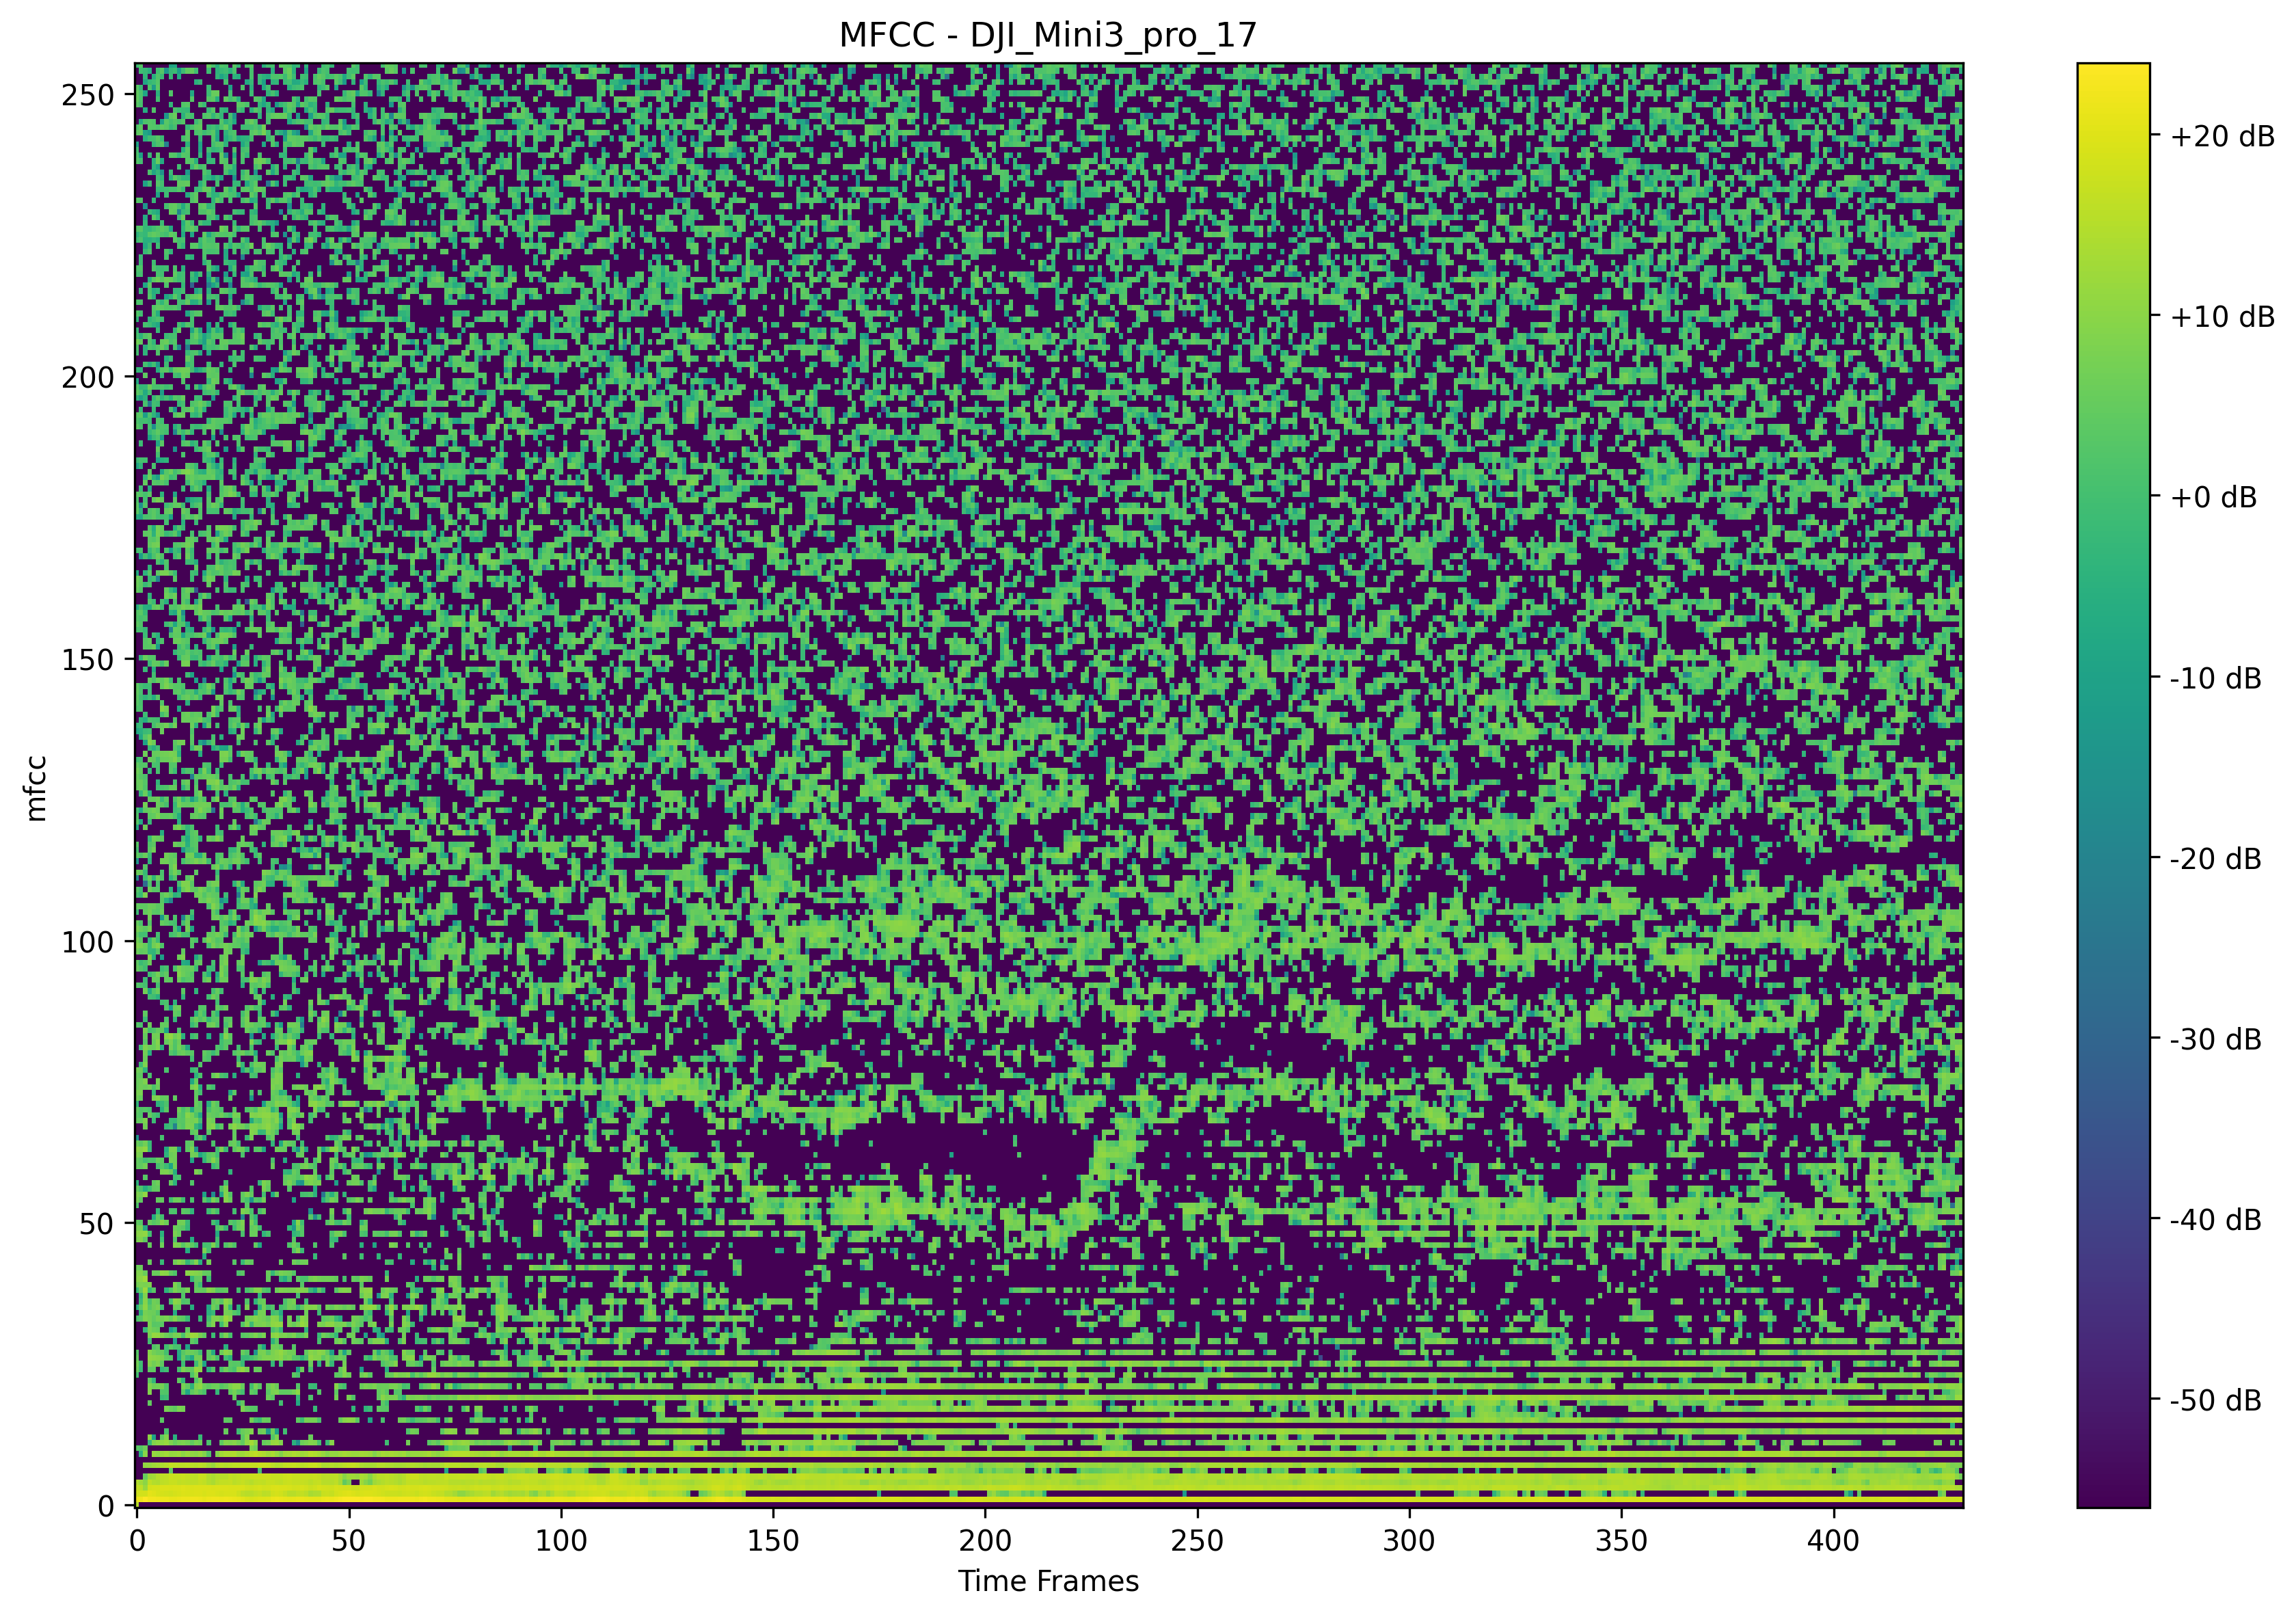 MFCC - DJI_Mini3_pro_17
250
200
150
100
50
0
mfcc
0 50 100 150 200 250 300 350 400
Time Frames
+20 dB
+10 dB
+0 dB
-10 dB
-20 dB
-30 dB
-40 dB
-50 dB